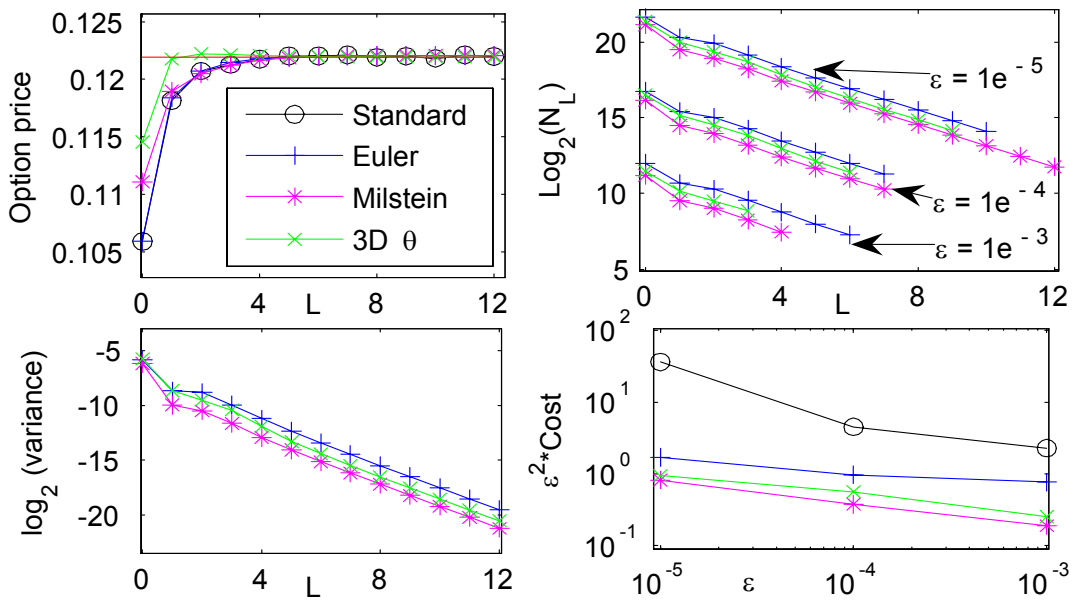 0.125
0.12
0.115
0.11
0.105
Option price
Standard
Euler
Milstein
3D θ
0 4 8 12
L
20
15
10
5
Log2(NL)
ε = 1e-5
ε = 1e-4
ε = 1e-3
0 4 8 12
L
-5
-10
-15
-20
log2 (variance)
0 4 8 12
L
10^2
10^1
10^0
10^-1
ε^2*Cost
10^-5 10^-4 10^-3
ε